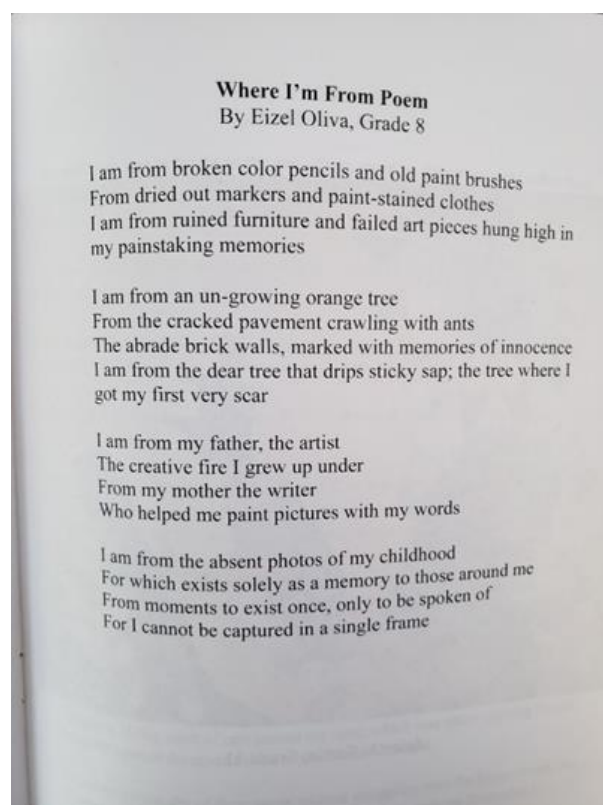 Where I'm From Poem
By Eizel Oliva, Grade 8
I am from broken color pencils and old paint brushes
From dried out markers and paint-stained clothes
I am from ruined furniture and failed art pieces hung high in
my painstaking memories
I am from an un-growing orange tree
From the cracked pavement crawling with ants
The abrade brick walls, marked with memories of innocence
I am from the dear tree that drips sticky sap; the tree where I
got my first very scar
I am from my father, the artist
The creative fire I grew up under
From my mother the writer
Who helped me paint pictures with my words
I am from the absent photos of my childhood
For which exists solely as a memory to those around me
From moments to exist once, only to be spoken of
For I cannot be captured in a single frame